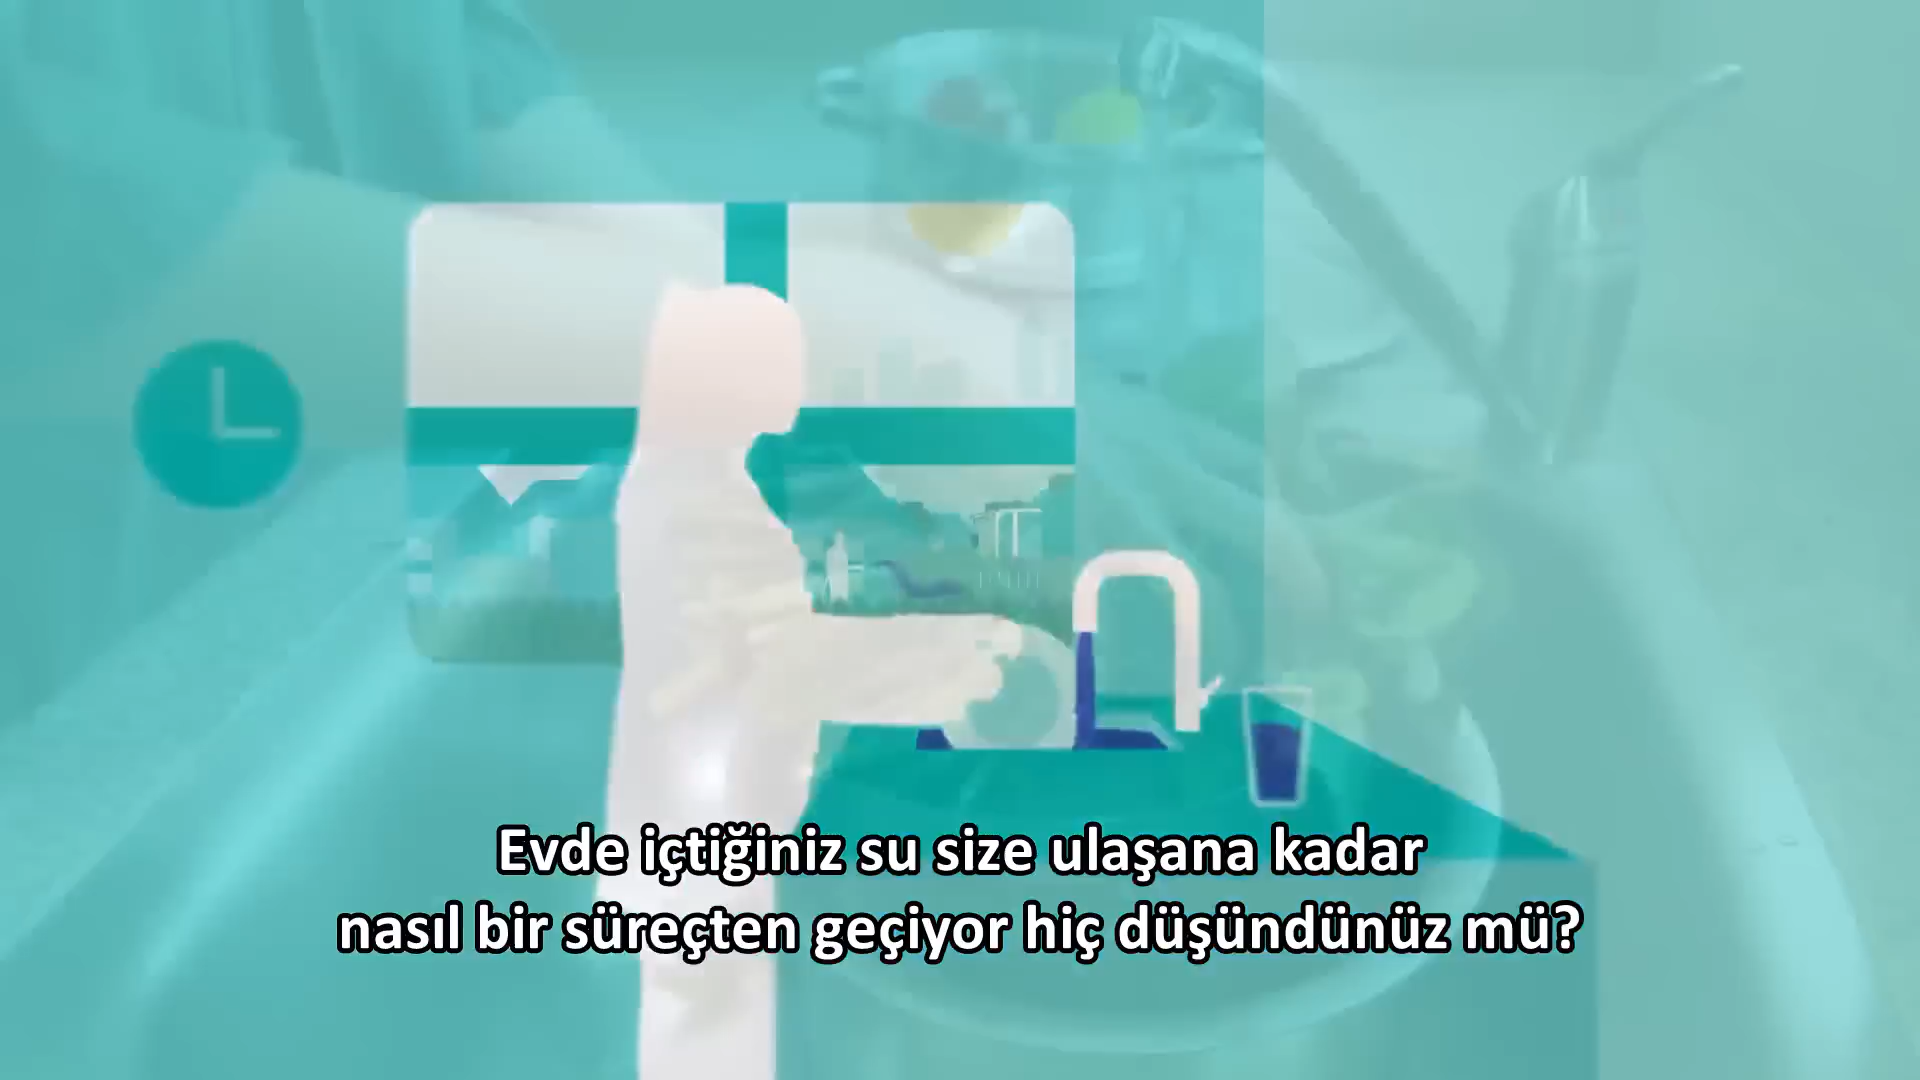 Evde içtiğiniz su size ulaşana kadar
nasıl bir süreçten geçiyor hiç düşündünüz mü?